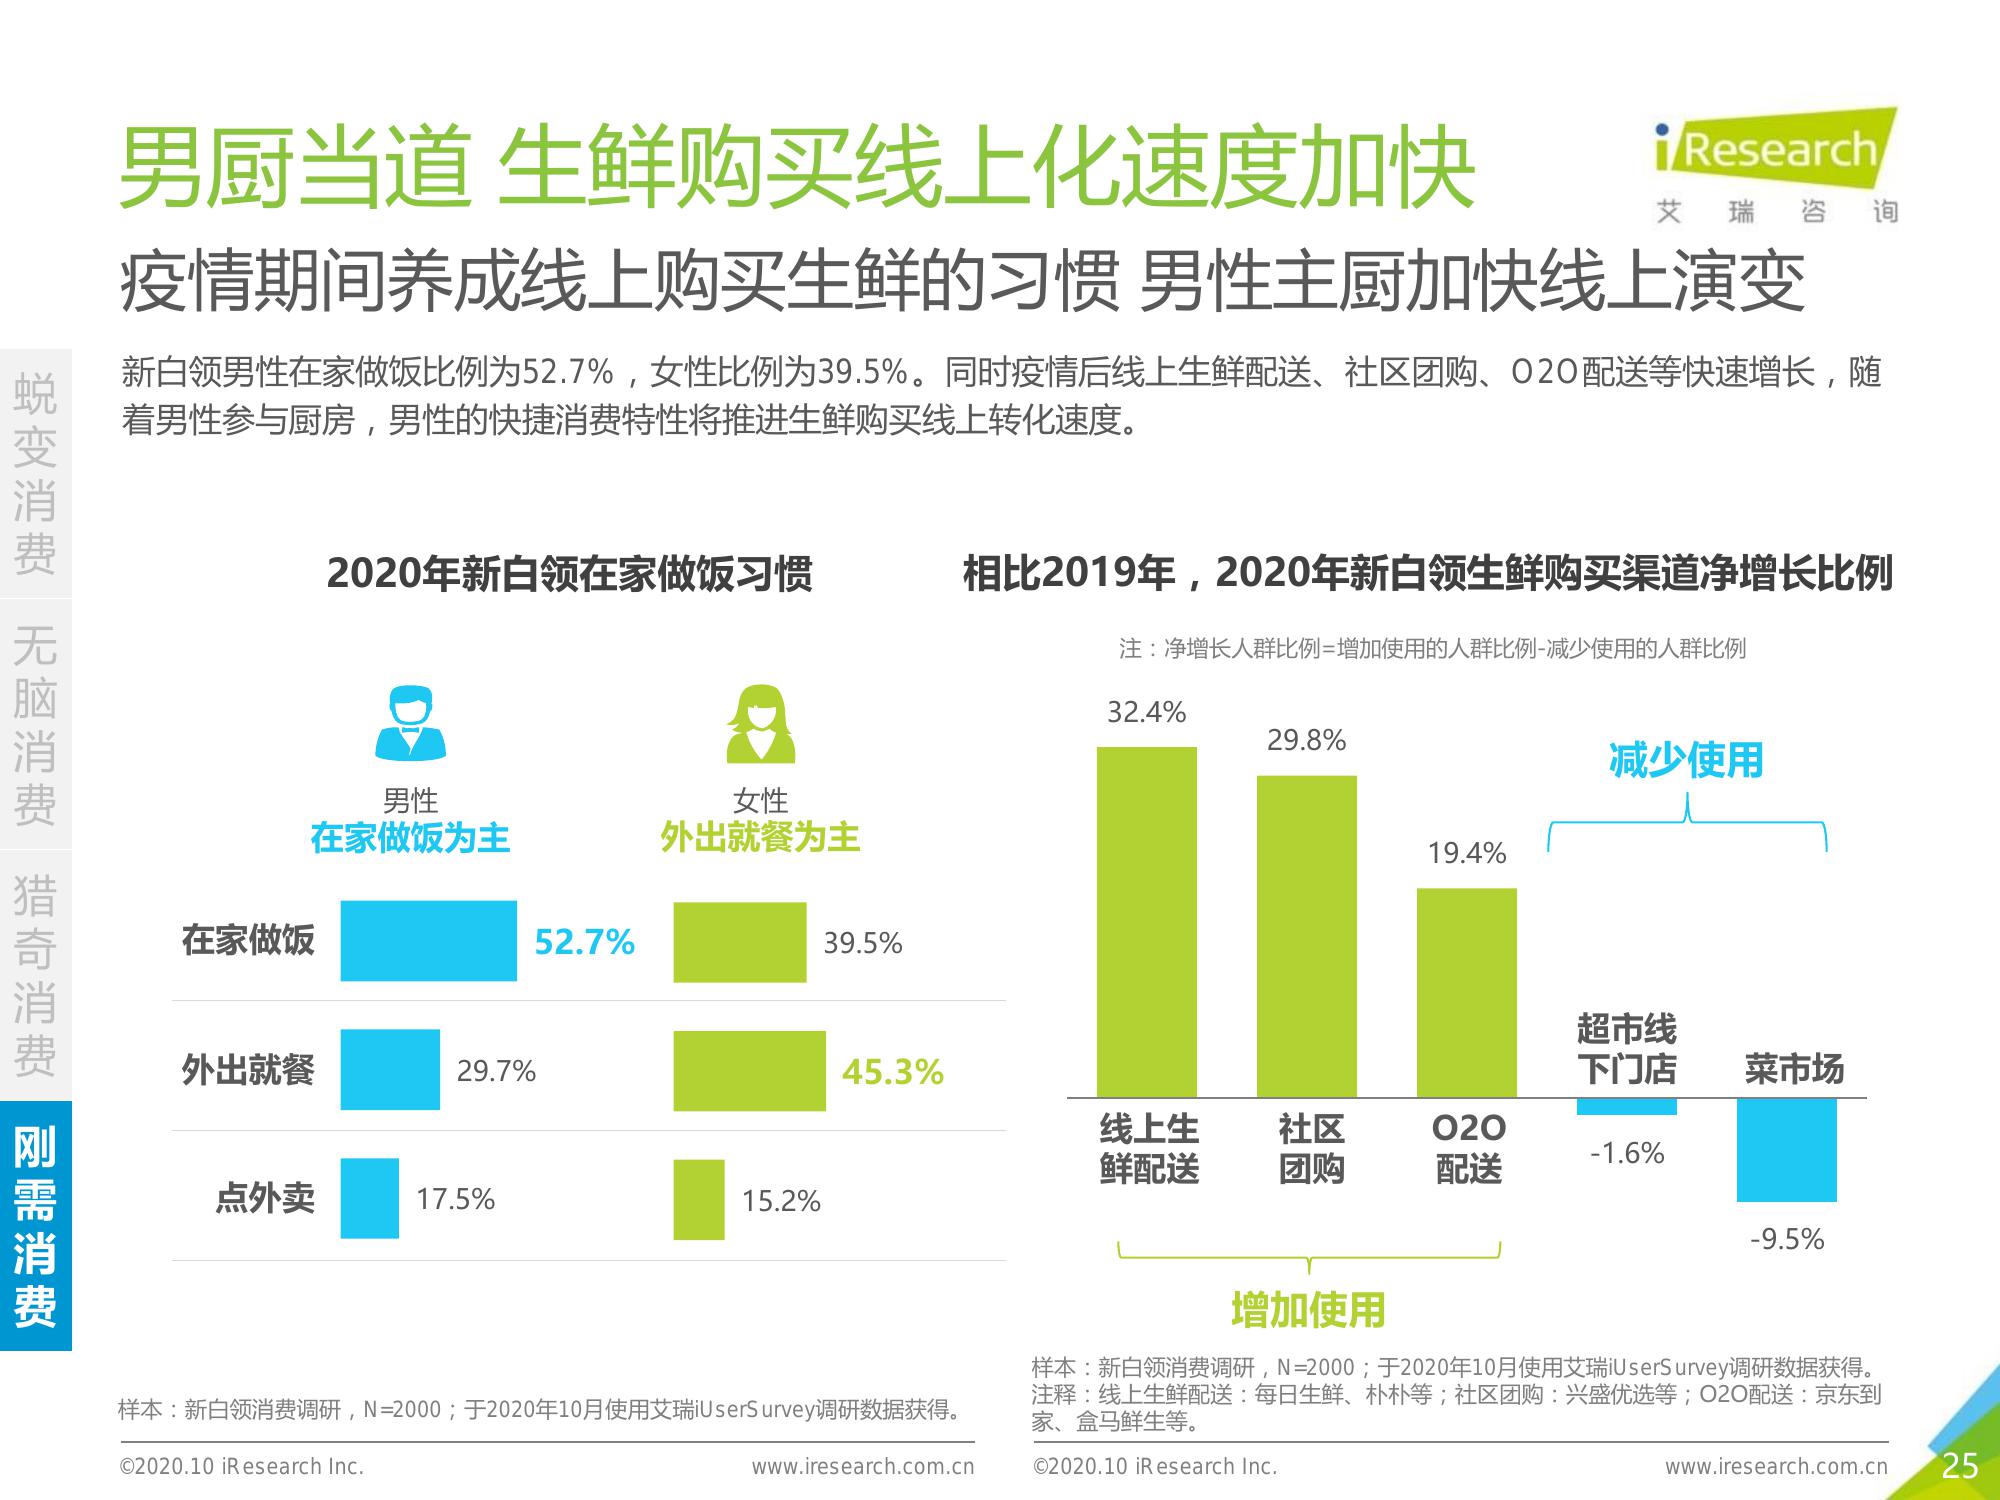 男厨当道 生鲜购买线上化速度加快
iResearch
艾瑞咨询
疫情期间养成线上购买生鲜的习惯 男性主厨加快线上演变
新白领男性在家做饭比例为52.7%，女性比例为39.5%。同时疫情后线上生鲜配送、社区团购、O2O配送等快速增长，随
着男性参与厨房，男性的快捷消费特性将推进生鲜购买线上转化速度。
蜕变消费
无脑消费
猎奇消费
刚需消费
2020年新白领在家做饭习惯
男性
在家做饭为主
女性
外出就餐为主
在家做饭 52.7% 39.5%
外出就餐 29.7% 45.3%
点外卖 17.5% 15.2%
样本：新白领消费调研，N=2000；于2020年10月使用艾瑞iUserSurvey调研数据获得。
©2020.10 iResearch Inc.
www.iresearch.com.cn
相比2019年，2020年新白领生鲜购买渠道净增长比例
注：净增长人群比例=增加使用的人群比例-减少使用的人群比例
32.4%
29.8%
19.4%
减少使用
超市线
下门店
菜市场
线上生
鲜配送
社区
团购
O2O
配送
-1.6%
-9.5%
增加使用
样本：新白领消费调研，N=2000；于2020年10月使用艾瑞iUserSurvey调研数据获得。
注释：线上生鲜配送：每日生鲜、朴朴等；社区团购：兴盛优选等；O2O配送：京东到
家、盒马鲜生等。
©2020.10 iResearch Inc.
www.iresearch.com.cn
25